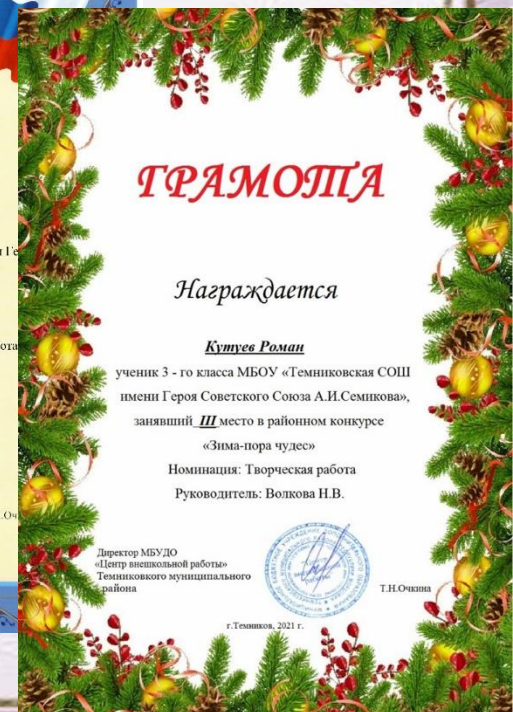 ГРАМОТА
Награждается
Кутуев Роман
ученик 3 - го класса МБОУ «Темниковская СОШ
имени Героя Советского Союза А.И.Семикова»,
занявший III место в районном конкурсе
«Зима-пора чудес»
Номинация: Творческая работа
Руководитель: Волкова Н.В.
Директор МБУДО
«Центр внешкольной работы»
Темниковкого муниципального
района
Т.Н.Очкина
г.Темников, 2021 г.